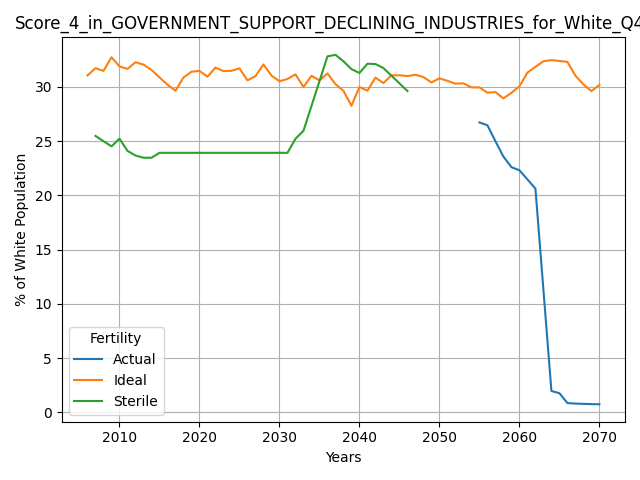 Score_4_in_GOVERNMENT_SUPPORT_DECLINING_INDUSTRIES_for_White_Q4
% of White Population
30
25
20
15
10
5
0
Fertility
Actual
Ideal
Sterile
2010 2020 2030 2040 2050 2060 2070
Years